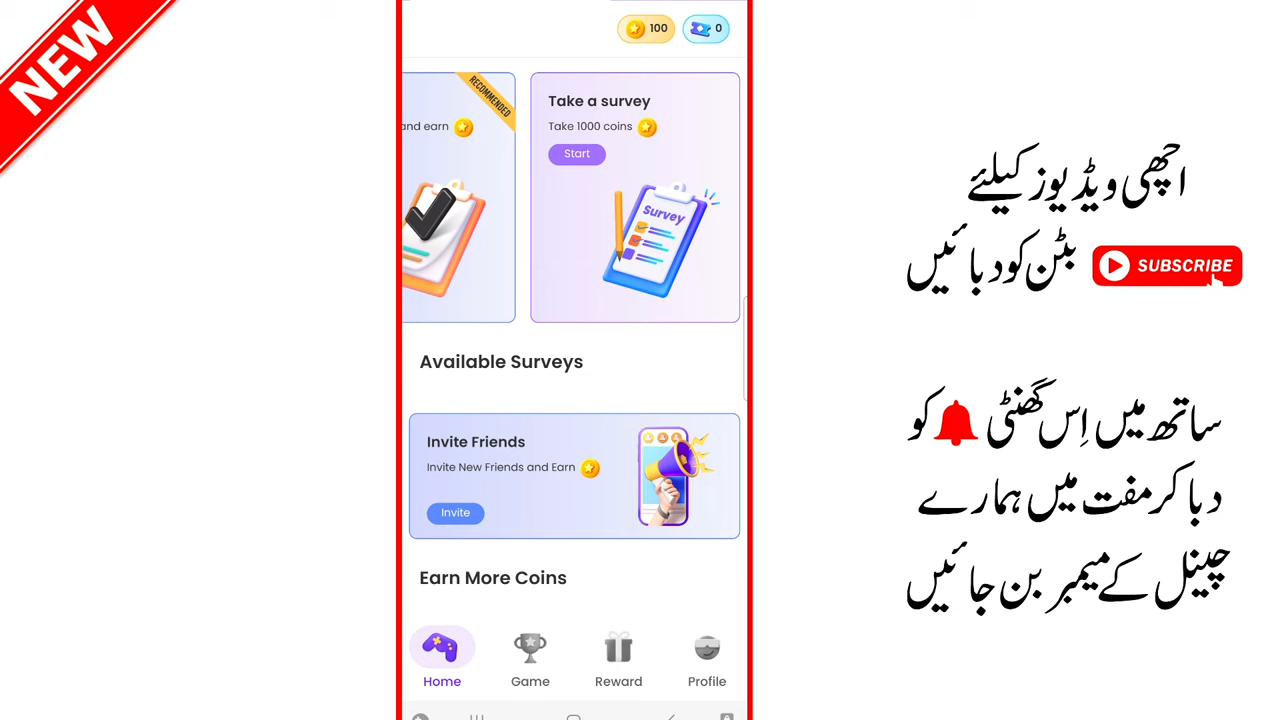 NEW
100
0
RECOMMENDED
and earn
Take a survey
Take 1000 coins
Start
Survey
Available Surveys
Invite Friends
Invite New Friends and Earn
Invite
Earn More Coins
Home
Game
Reward
Profile
اچھی ویڈیوز کیلئے
SUBSCRIBE بٹن کو دبائیں
ساتھ میں اِس گھنٹی کو
دبا کر مفت میں ہمارے
چینل کے میمبر بن جائیں